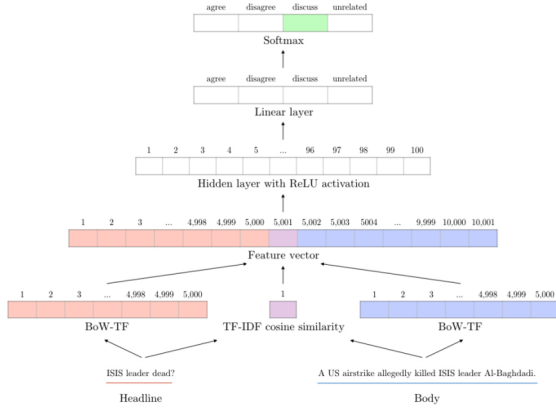 agree disagree discuss unrelated
Softmax
agree disagree discuss unrelated
Linear layer
1 2 3 4 5 ... 96 97 98 99 100
Hidden layer with ReLU activation
1 2 3 ... 4,998 4,999 5,000 5,001 5,002 5,003 5004 ... 9,999 10,000 10,001
Feature vector
1 2 3 ... 4,998 4,999 5,000 1 1 2 3 ... 4,998 4,999 5,000
BoW-TF TF-IDF cosine similarity BoW-TF
ISIS leader dead? A US airstrike allegedly killed ISIS leader Al-Baghdadi.
Headline Body